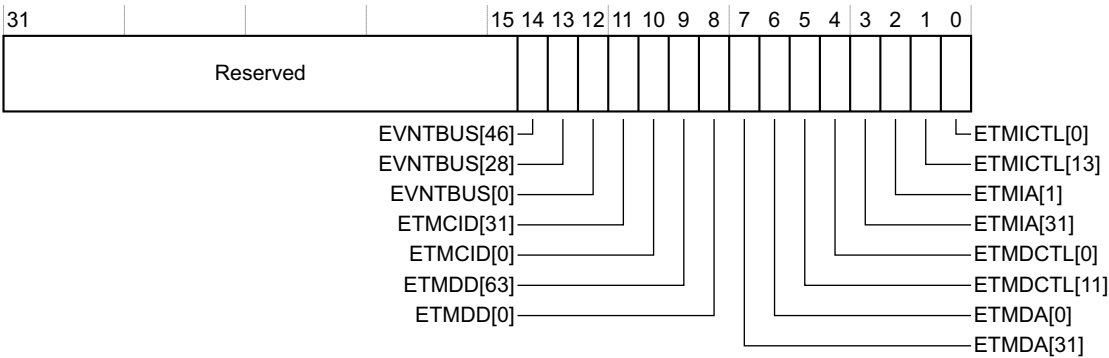 31 15 14 13 12 11 10 9 8 7 6 5 4 3 2 1 0
Reserved
EVNTBUS[46] ETMICTL[0]
EVNTBUS[28] ETMICTL[13]
EVNTBUS[0] ETMIA[1]
ETMCID[31] ETMIA[31]
ETMCID[0] ETMDCTL[0]
ETMDD[63] ETMDCTL[11]
ETMDD[0] ETMDA[0]
ETMDA[31]